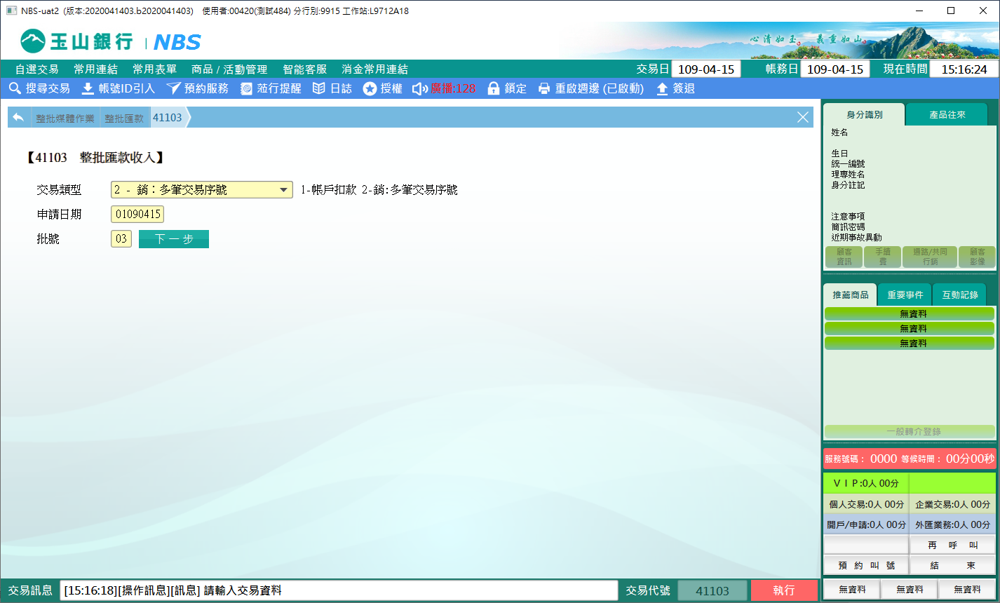 NBS-uat2 (版本:2020041403.b2020041403) 使用者:00420(測試484) 分行別:9915 工作站:L9712A18
玉山銀行 | NBS
心清如玉 義重如山
自選交易 常用連結 常用表單 商品/活動管理 智能客服 消金常用連結 交易日 109-04-15 帳務日 109-04-15 現在時間 15:16:24
搜尋交易 帳號ID引入 預約服務 蒞行提醒 日誌 授權 廣播:128 鎖定 重啟週邊(已啟動) 簽退
整批媒體作業 整批匯款 41103
【41103 整批匯款收入】
交易類型 2 - 銷：多筆交易序號 1-帳戶扣款 2-銷:多筆交易序號
申請日期 01090415
批號 03 下一步
身分識別 產品往來
姓名
生日
統一編號
理專姓名
身分註記
注意事項
簡訊密碼
近期事故異動
顧客資訊 手續費 通路/共同行銷 顧客影像
推薦商品 重要事件 互動記錄
無資料
無資料
無資料
一般轉介登錄
服務號碼： 0000 等候時間： 00分00秒
ＶＩＰ:0人 00分
個人交易:0人 00分 企業交易:0人 00分
開戶/申請:0人 00分 外匯業務:0人 00分
再 呼 叫
預 約 叫 號 結 束
無資料 無資料 無資料
交易訊息 [15:16:18][操作訊息][訊息] 請輸入交易資料 交易代號 41103 執行